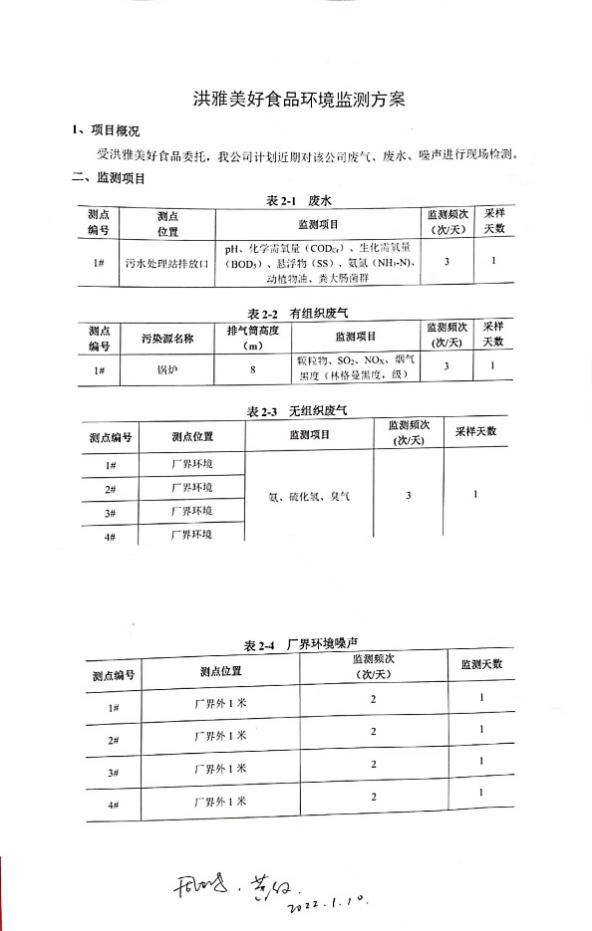 洪雅美好食品环境监测方案
1、项目概况
受洪雅美好食品委托，我公司计划近期对该公司废气、废水、噪声进行现场检测。
二、监测项目
表 2-1 废水
测点编号 测点位置 监测项目 监测频次（次/天） 采样天数
1# 污水处理站排放口 pH、化学需氧量（CODCr）、生化需氧量（BOD5）、悬浮物（SS）、氨氮（NH3-N)、动植物油、粪大肠菌群 3 1
表 2-2 有组织废气
测点编号 污染源名称 排气筒高度（m） 监测项目 监测频次(次/天) 采样天数
1# 锅炉 8 颗粒物、SO2、NOX、烟气黑度（林格曼黑度，级） 3 1
表 2-3 无组织废气
测点编号 测点位置 监测项目 监测频次(次/天) 采样天数
1# 厂界环境
2# 厂界环境
氨、硫化氢、臭气 3 1
3# 厂界环境
4# 厂界环境
表 2-4 厂界环境噪声
测点编号 测点位置 监测频次（次/天） 监测天数
1# 厂界外 1 米 2 1
2# 厂界外 1 米 2 1
3# 厂界外 1 米 2 1
4# 厂界外 1 米 2 1
2022.1.10.